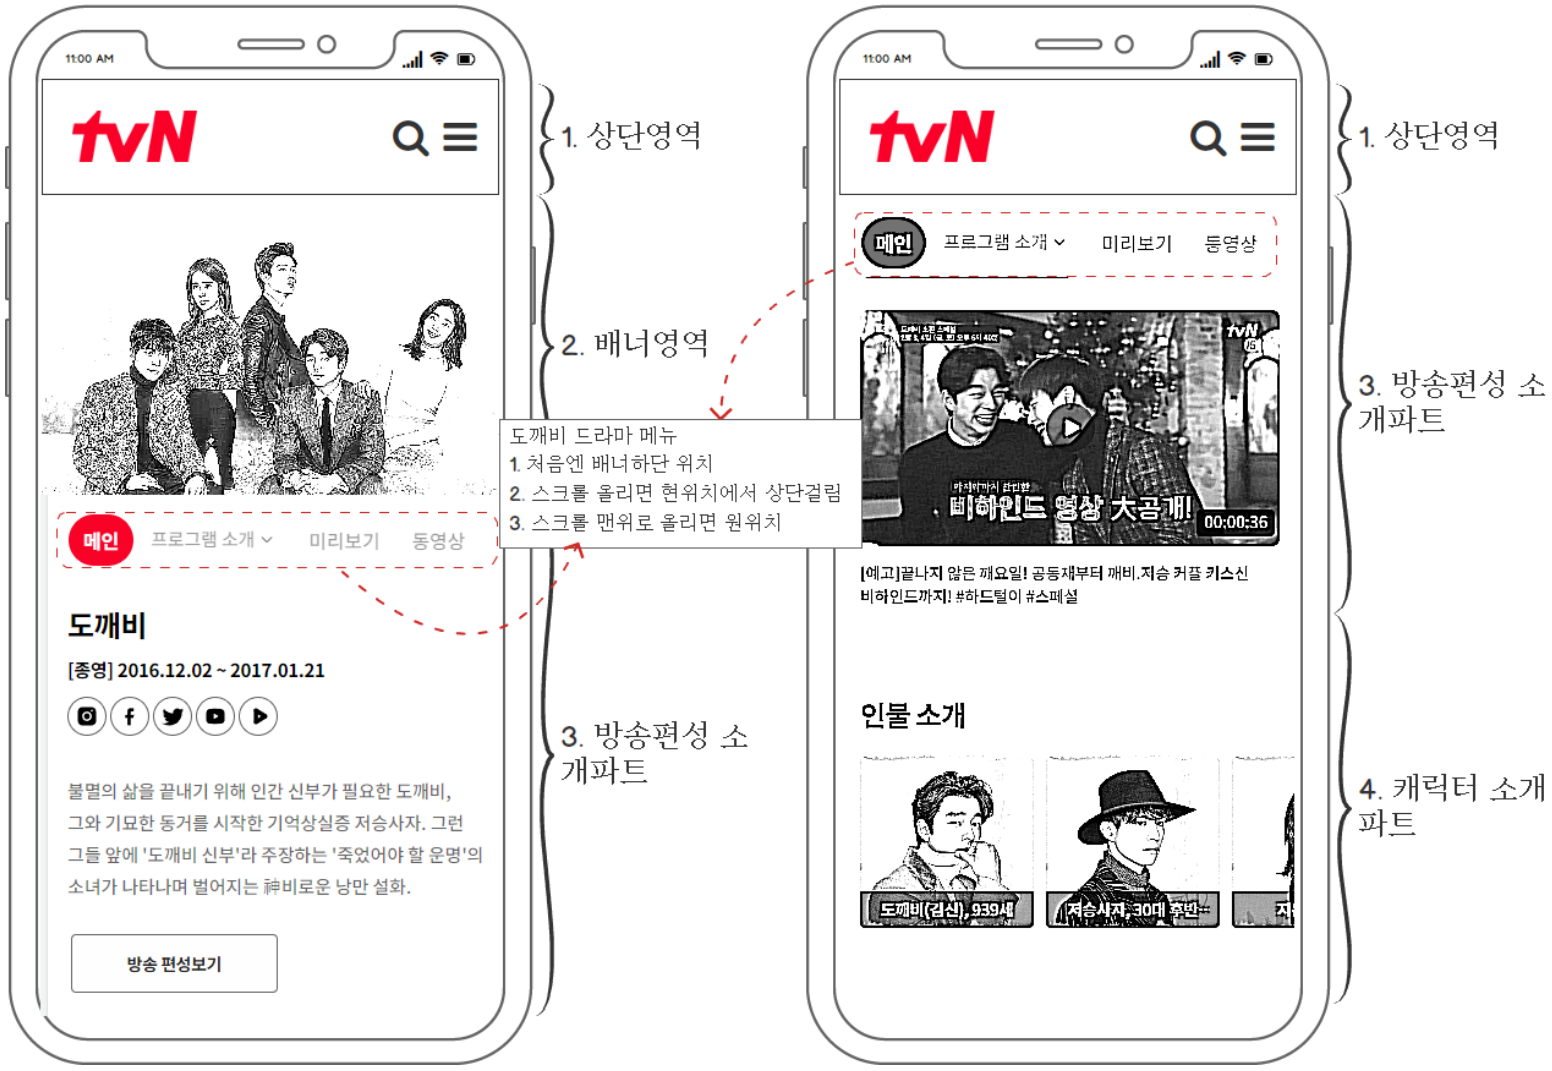 11:00 AM
tvN
1. 상단영역
2. 배너영역
메인 프로그램 소개 미리보기 동영상
도깨비
[종영] 2016.12.02 ~ 2017.01.21
불멸의 삶을 끝내기 위해 인간 신부가 필요한 도깨비,
그와 기묘한 동거를 시작한 기억상실증 저승사자. 그런
그들 앞에 '도깨비 신부'라 주장하는 '죽었어야 할 운명'의
소녀가 나타나며 벌어지는 神비로운 낭만 설화.
방송 편성보기
3. 방송편성 소
개파트
도깨비 드라마 메뉴
1. 처음엔 배너하단 위치
2. 스크롤 올리면 현위치에서 상단걸림
3. 스크롤 맨위로 올리면 원위치
11:00 AM
tvN
1. 상단영역
메인 프로그램 소개 미리보기 동영상
tvN
비하인드 영상 大공개!
00:00:36
[예고]끝나지 않은 깨요일! 공동재부터 깨비.저승 커플 키스신
비하인드까지! #하드털이 #스페셜
3. 방송편성 소
개파트
인물 소개
도깨비(김신), 939세
저승사자, 30대 후반…
4. 캐릭터 소개
파트